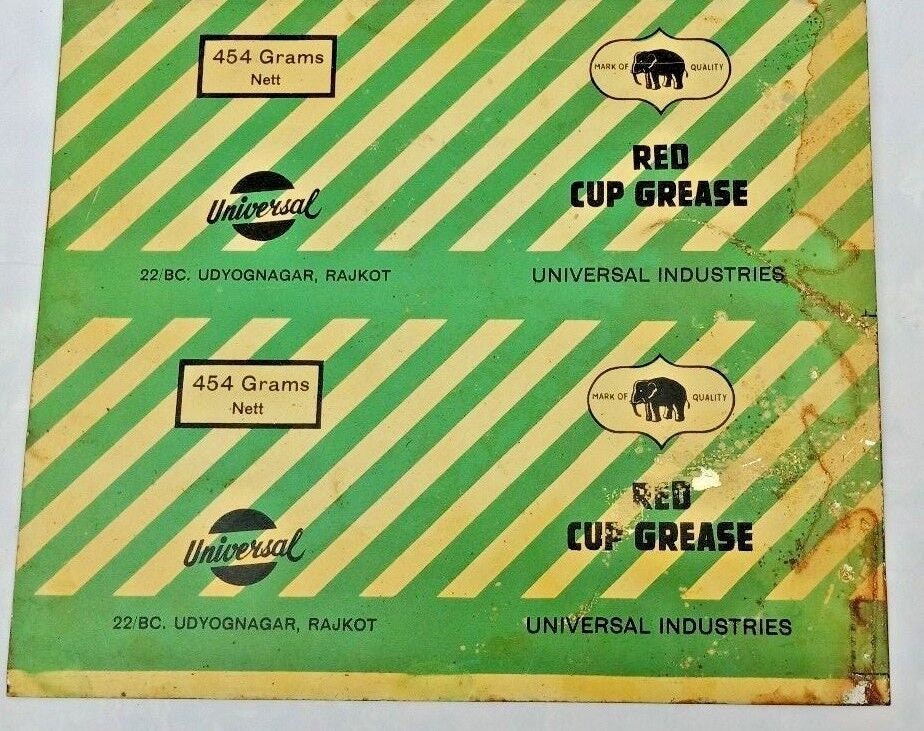 454 Grams
Nett
MARK OF QUALITY
RED
CUP GREASE
Universal
22/BC. UDYOGNAGAR, RAJKOT
UNIVERSAL INDUSTRIES
454 Grams
Nett
MARK OF QUALITY
RED
CUP GREASE
Universal
22/BC. UDYOGNAGAR, RAJKOT
UNIVERSAL INDUSTRIES